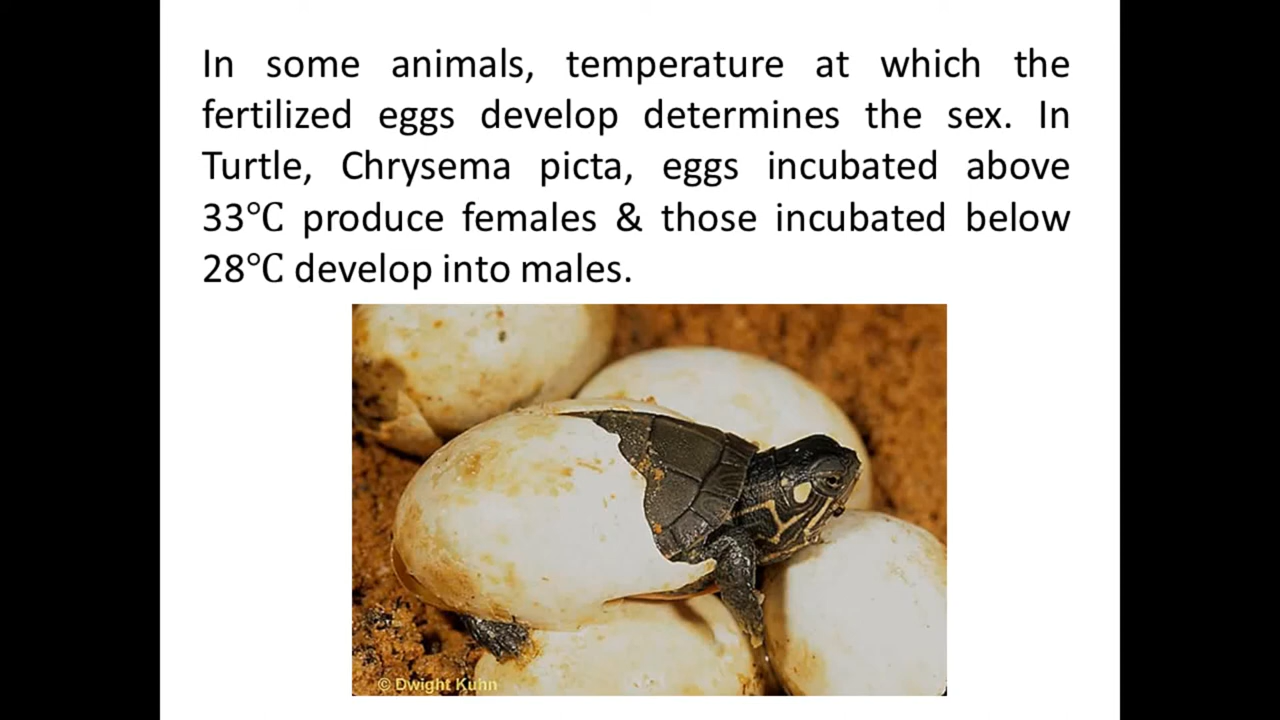 In some animals, temperature at which the
fertilized eggs develop determines the sex. In
Turtle, Chrysema picta, eggs incubated above
33℃ produce females & those incubated below
28℃ develop into males.
© Dwight Kuhn